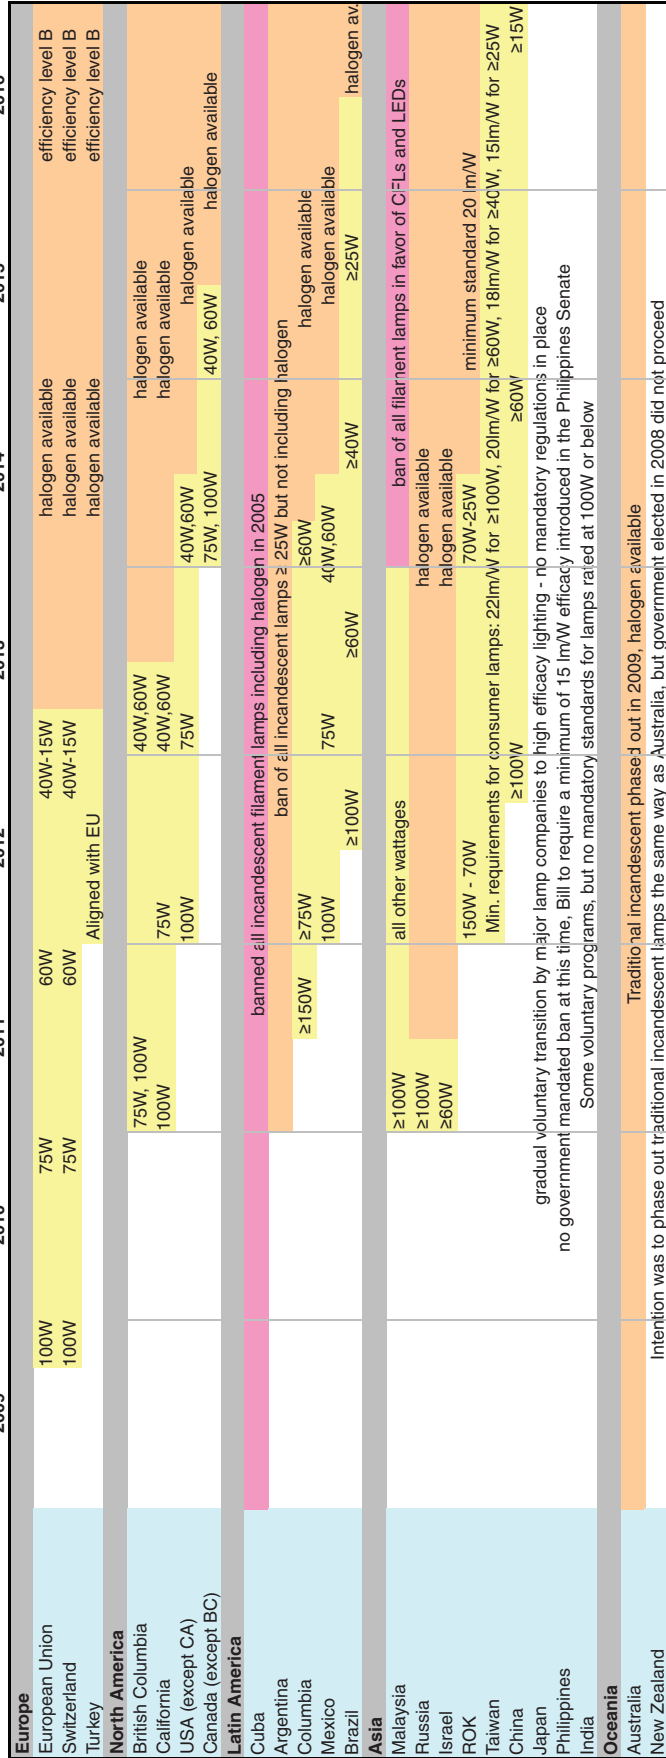 2009 2010 2011 2012 2013 2014 2015 2016
Europe
European Union 100W 75W 60W 40W-15W halogen available efficiency level B
Switzerland 100W 75W 60W 40W-15W halogen available efficiency level B
Turkey Aligned with EU halogen available efficiency level B
North America
British Columbia 75W, 100W 40W,60W halogen available
California 100W 75W 40W,60W halogen available
USA (except CA) 100W 75W 40W,60W halogen available
Canada (except BC) 75W, 100W 40W, 60W halogen available
Latin America
Cuba banned all incandescent filament lamps including halogen in 2005
Argentina ban of all incandescent lamps ≥ 25W but not including halogen
Columbia ≥150W ≥75W ≥60W halogen available
Mexico 100W 75W 40W,60W halogen available
Brazil ≥100W ≥60W ≥40W ≥25W halogen av.
Asia
Malaysia ≥100W all other wattages ban of all filament lamps in favor of CFLs and LEDs
Russia ≥100W halogen available
Israel ≥60W halogen available
ROK 150W - 70W 70W-25W minimum standard 20 lm/W
Taiwan Min. requirements for consumer lamps: 22lm/W for ≥100W, 20lm/W for ≥60W, 18lm/W for ≥40W, 15lm/W for ≥25W
China ≥100W ≥60W ≥15W
Japan gradual voluntary transition by major lamp companies to high efficacy lighting - no mandatory regulations in place
Philippines no government mandated ban at this time, Bill to require a minimum of 15 lm/W efficacy introduced in the Philippines Senate
India Some voluntary programs, but no mandatory standards for lamps rated at 100W or below
Oceania
Australia Traditional incandescent phased out in 2009, halogen available
New Zealand Intention was to phase out traditional incandescent lamps the same way as Australia, but government elected in 2008 did not proceed